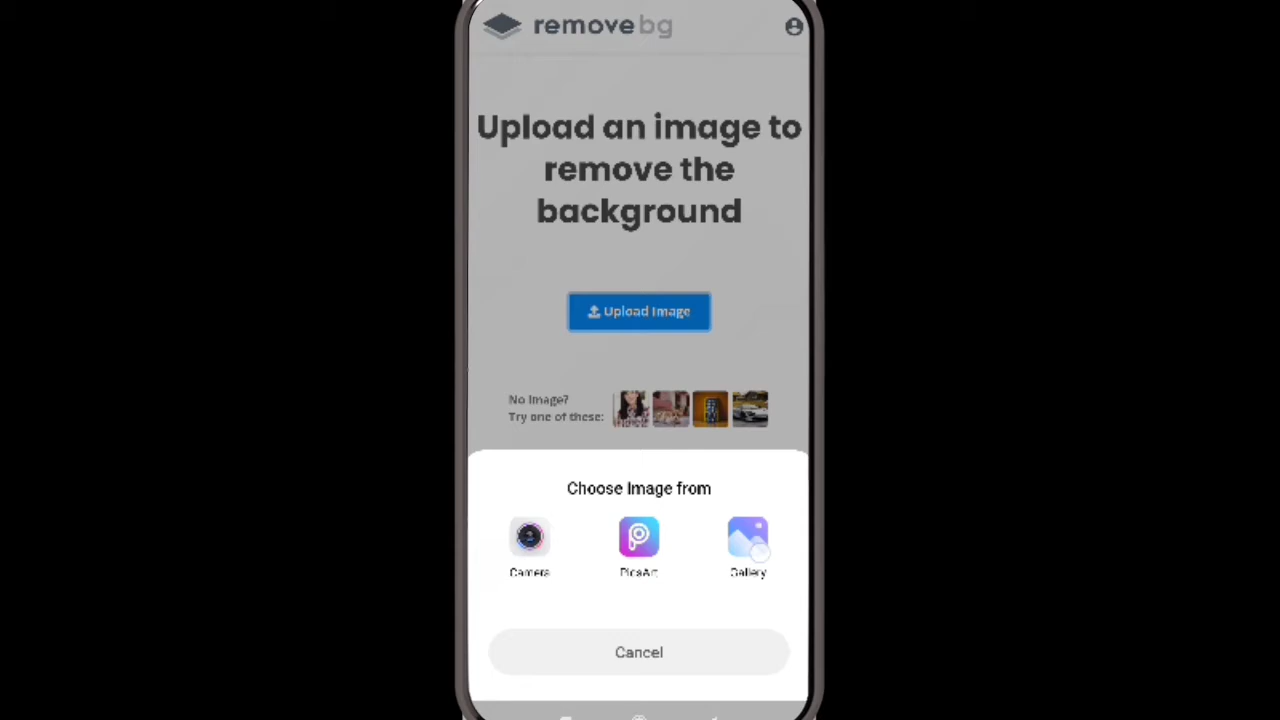 removebg
Upload an image to
remove the
background
Upload Image
No image?
Try one of these:
Choose image from
Camera
PicsArt
Gallery
Cancel